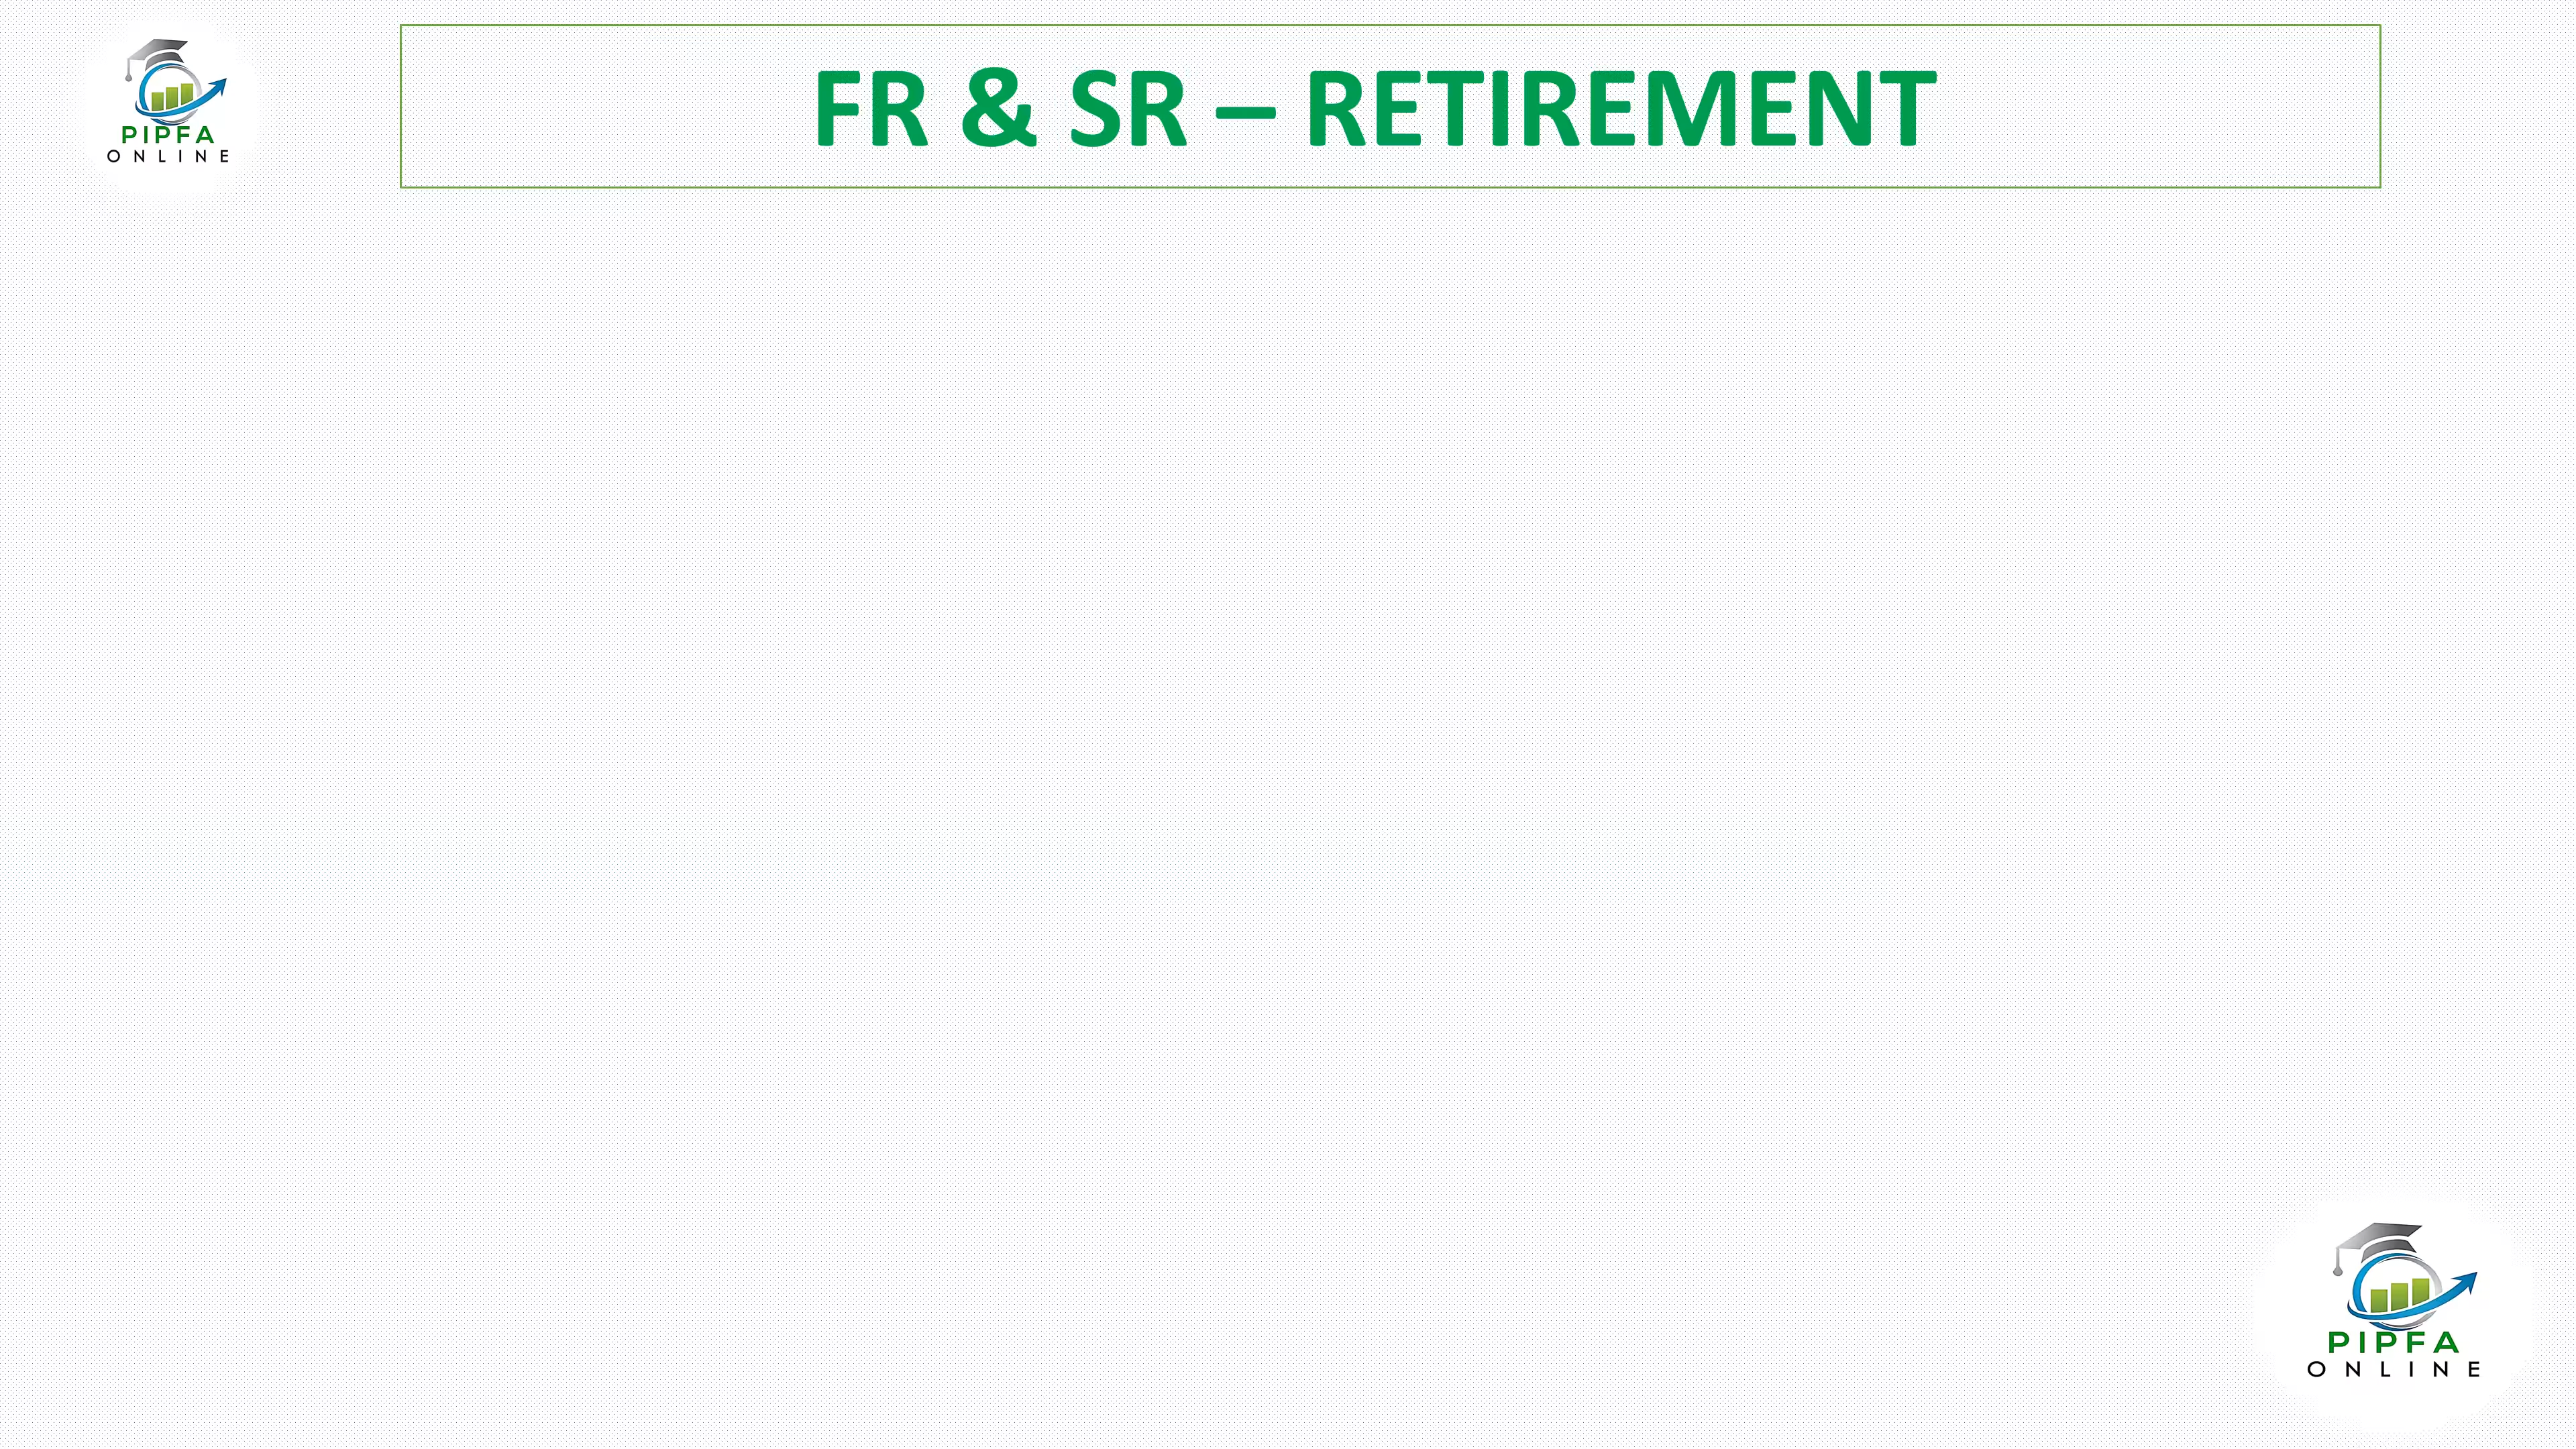 PIPFA
ONLINE
FR & SR – RETIREMENT
PIPFA
ONLINE